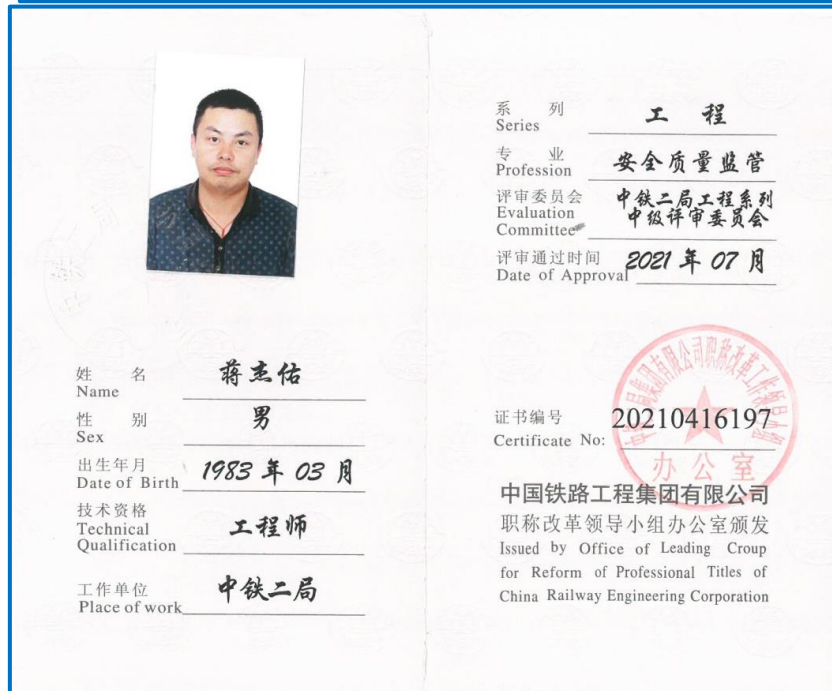 姓 名 蒋杰佑
Name
性 别 男
Sex
出生年月 1983 年 03 月
Date of Birth
技术资格 工程师
Technical
Qualification
工作单位 中铁二局
Place of work
系 列 工 程
Series
专 业 安全质量监管
Profession
评审委员会 中铁二局工程系列
Evaluation 中级评审委员会
Committee
评审通过时间 2021 年 07 月
Date of Approval
证书编号 20210416197
Certificate No:
办公室
中国铁路工程集团有限公司
职称改革领导小组办公室颁发
Issued by Office of Leading Croup
for Reform of Professional Titles of
China Railway Engineering Corporation